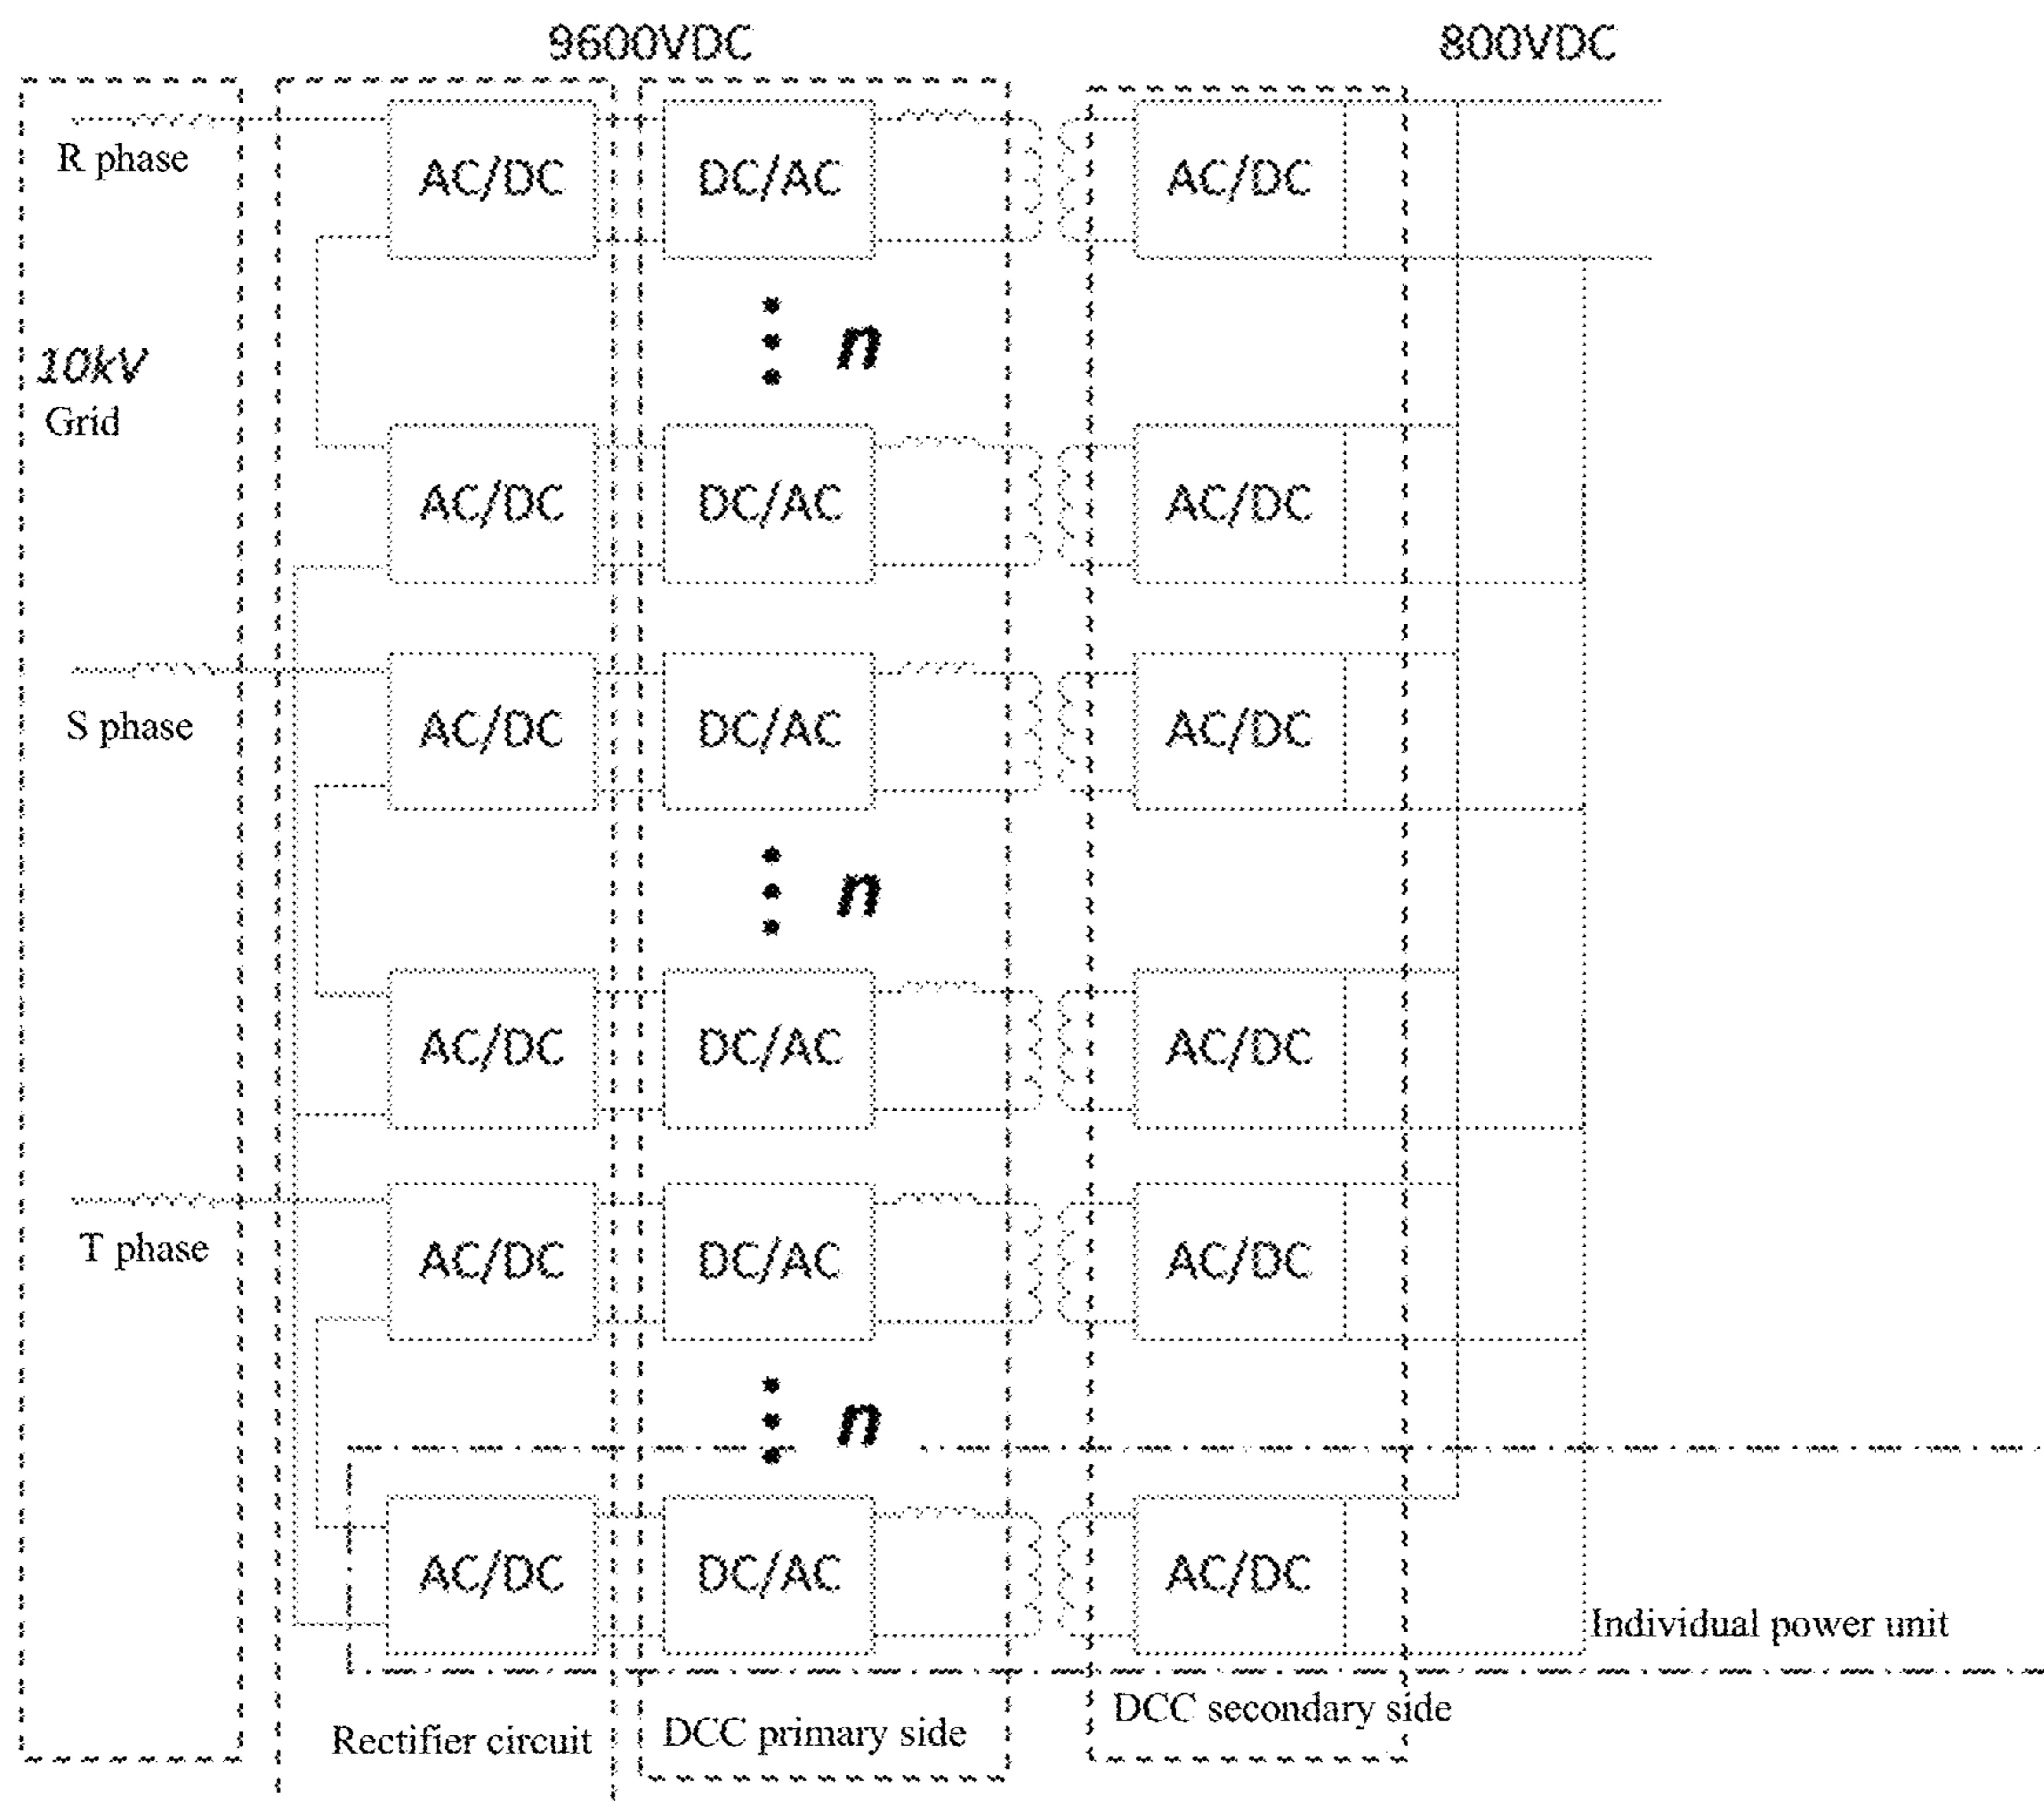 9600VDC 800VDC
R phase
AC/DC DC/AC AC/DC
n
10kV
Grid
AC/DC DC/AC AC/DC
S phase
AC/DC DC/AC AC/DC
n
AC/DC DC/AC AC/DC
T phase
AC/DC DC/AC AC/DC
n
AC/DC DC/AC AC/DC
Individual power unit
Rectifier circuit
DCC primary side
DCC secondary side